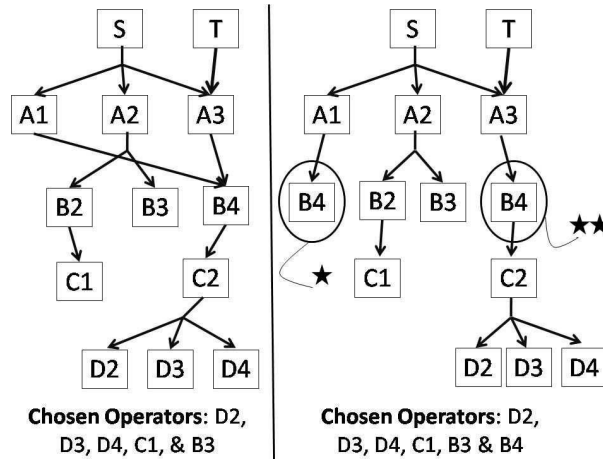 S T
A1 A2 A3
B2 B3 B4
C1 C2
D2 D3 D4
Chosen Operators: D2,
D3, D4, C1, & B3
S T
A1 A2 A3
B4 B2 B3 B4
C1 C2
D2 D3 D4
Chosen Operators: D2,
D3, D4, C1, B3 & B4